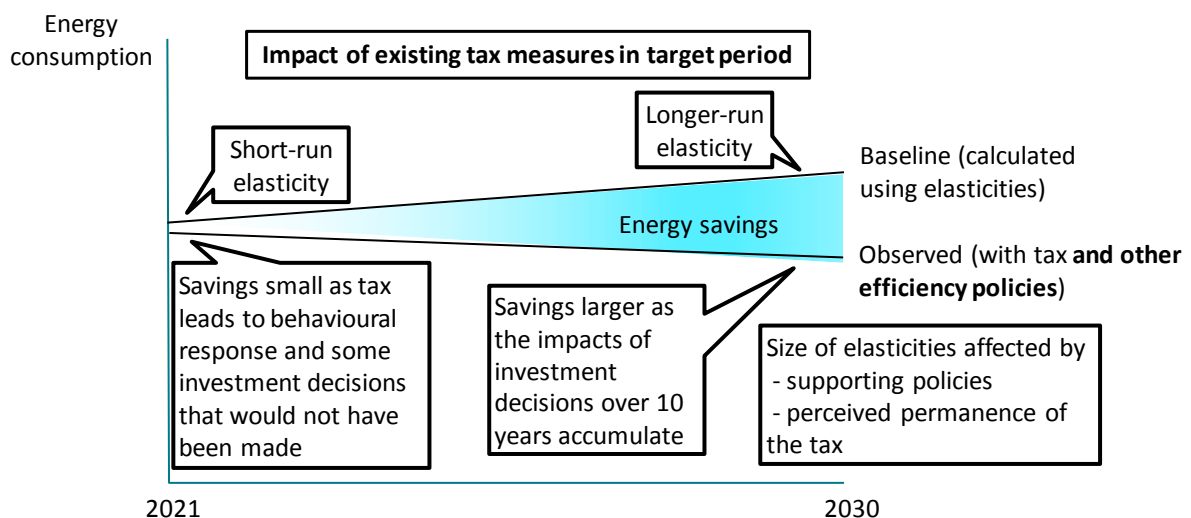 Energy
consumption
Impact of existing tax measures in target period
Short-run
elasticity
Longer-run
elasticity
Baseline (calculated
using elasticities)
Energy savings
Observed (with tax and other
efficiency policies)
Savings small as tax
leads to behavioural
response and some
investment decisions
that would not have
been made
Savings larger as
the impacts of
investment
decisions over 10
years accumulate
Size of elasticities affected by
- supporting policies
- perceived permanence of
the tax
2021
2030